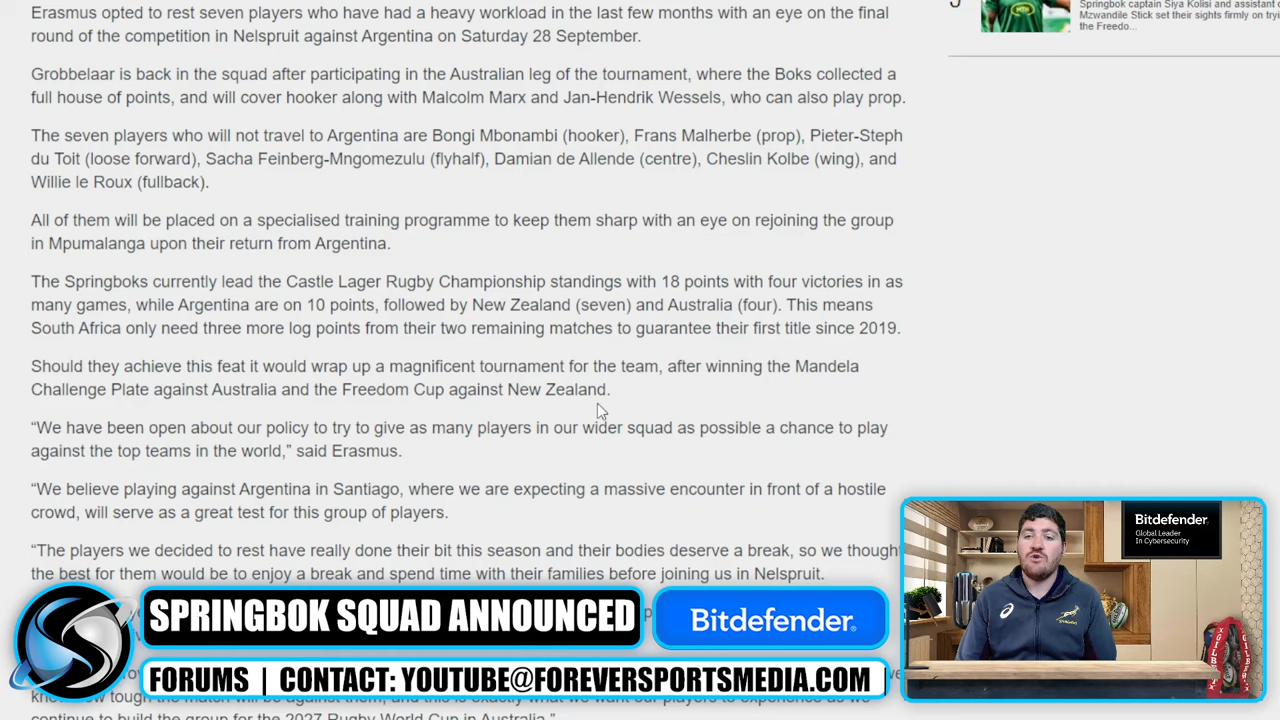 Erasmus opted to rest seven players who have had a heavy workload in the last few months with an eye on the final
round of the competition in Nelspruit against Argentina on Saturday 28 September.
Grobbelaar is back in the squad after participating in the Australian leg of the tournament, where the Boks collected a
full house of points, and will cover hooker along with Malcolm Marx and Jan-Hendrik Wessels, who can also play prop.
The seven players who will not travel to Argentina are Bongi Mbonambi (hooker), Frans Malherbe (prop), Pieter-Steph
du Toit (loose forward), Sacha Feinberg-Mngomezulu (flyhalf), Damian de Allende (centre), Cheslin Kolbe (wing), and
Willie le Roux (fullback).
All of them will be placed on a specialised training programme to keep them sharp with an eye on rejoining the group
in Mpumalanga upon their return from Argentina.
The Springboks currently lead the Castle Lager Rugby Championship standings with 18 points with four victories in as
many games, while Argentina are on 10 points, followed by New Zealand (seven) and Australia (four). This means
South Africa only need three more log points from their two remaining matches to guarantee their first title since 2019.
Should they achieve this feat it would wrap up a magnificent tournament for the team, after winning the Mandela
Challenge Plate against Australia and the Freedom Cup against New Zealand.
“We have been open about our policy to try to give as many players in our wider squad as possible a chance to play
against the top teams in the world,” said Erasmus.
“We believe playing against Argentina in Santiago, where we are expecting a massive encounter in front of a hostile
crowd, will serve as a great test for this group of players.
“The players we decided to rest have really done their bit this season and their bodies deserve a break, so we though
the best for them would be to enjoy a break and spend time with their families before joining us in Nelspruit.
continue to build the group for the 2027 Rugby World Cup in Australia.”
Springbok captain Siya Kolisi and assistant
Mzwandile Stick set their sights firmly on
the Freedo...
SPRINGBOK SQUAD ANNOUNCED
Bitdefender.
FORUMS | CONTACT: YOUTUBE@FOREVERSPORTSMEDIA.COM |
Bitdefender.
Global Leader
In Cybersecurity
GILBERT